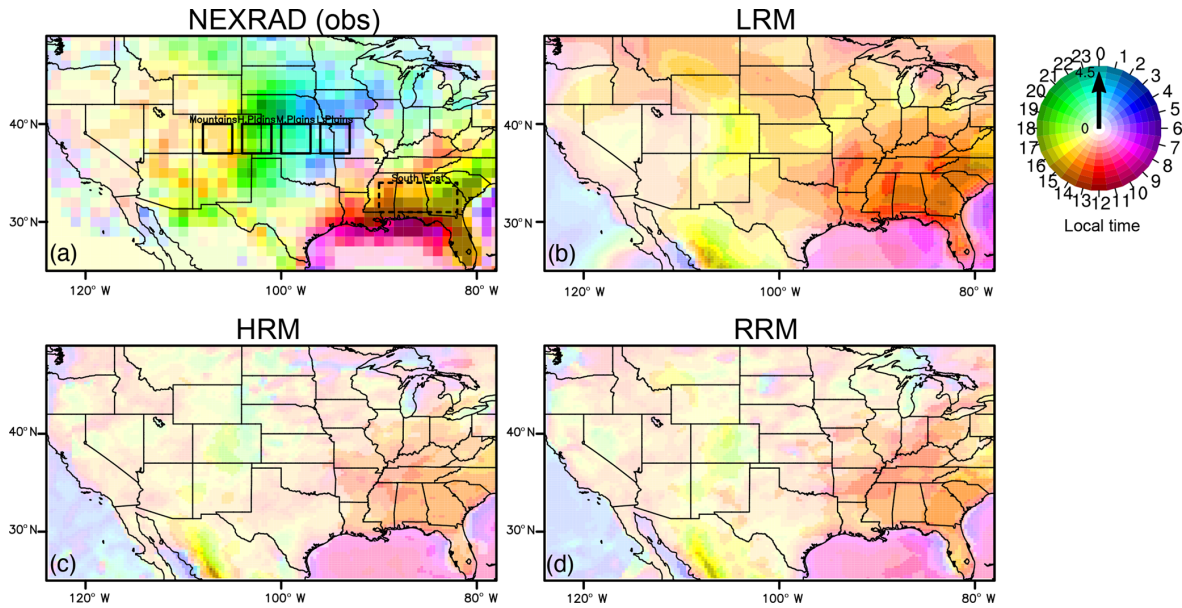 NEXRAD (obs)
LRM
Mountains H.Plains M.Plains L.Plains
South East
40° N
30° N
(a)
(b)
120° W
100° W
80° W
120° W
100° W
80° W
0
1
2
3
4
5
6
7
8
9
10
11
12
13
14
15
16
17
18
19
20
21
22
23
4.5
0
Local time
HRM
RRM
40° N
30° N
(c)
(d)
120° W
100° W
80° W
120° W
100° W
80° W
40° N
30° N
40° N
30° N